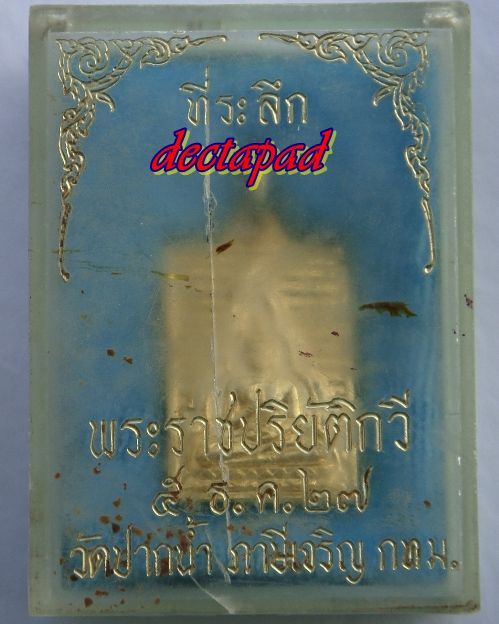 ที่ระลึก
dectapad
พระราชปริยัติกวี
๕ ธ.ค.๒๗
วัดปากน้ำ ภาษีเจริญ กทม.